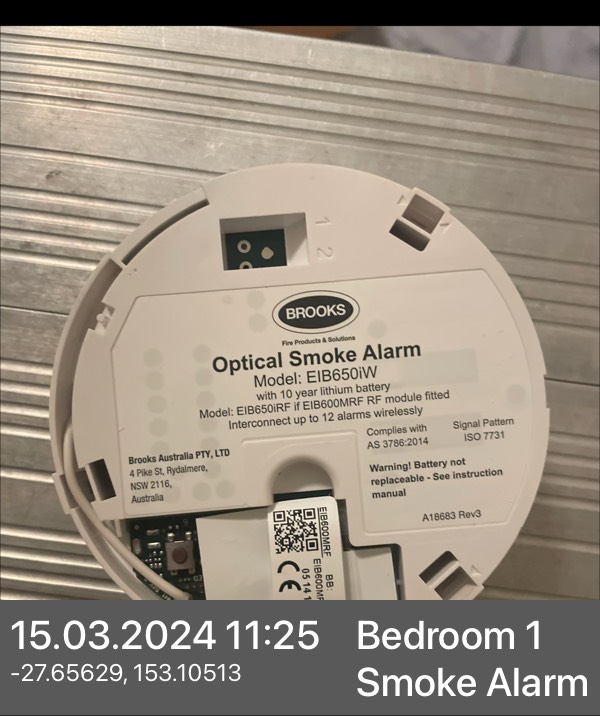 1
2
BROOKS
Fire Products & Solutions
Optical Smoke Alarm
Model: EIB650iW
with 10 year lithium battery
Model: EIB650iRF if EIB600MRF RF module fitted
Interconnect up to 12 alarms wirelessly
Brooks Australia PTY, LTD
4 Pike St, Rydalmere,
NSW 2116,
Australia
Complies with
AS 3786:2014
Signal Pattern
ISO 7731
Warning! Battery not
replaceable - See instruction
manual
A18683 Rev3
EIB600MRF
BB:
CE
15.03.2024 11:25
-27.65629, 153.10513
Bedroom 1
Smoke Alarm